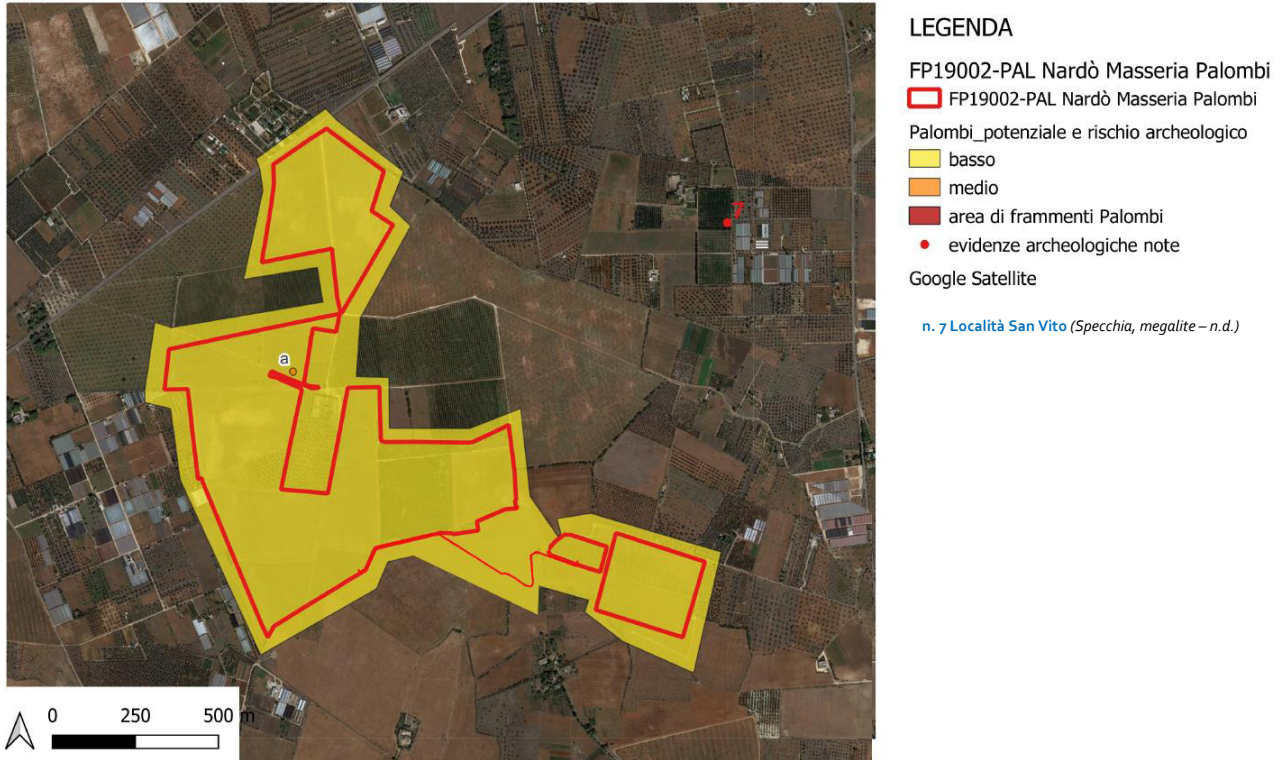 LEGENDA
FP19002-PAL Nardò Masseria Palombi
FP19002-PAL Nardò Masseria Palombi
Palombi_potenziale e rischio archeologico
basso
medio
area di frammenti Palombi
evidenze archeologiche note
Google Satellite
n. 7 Località San Vito (Specchia, megalite – n.d.)
7
a
0 250 500 m